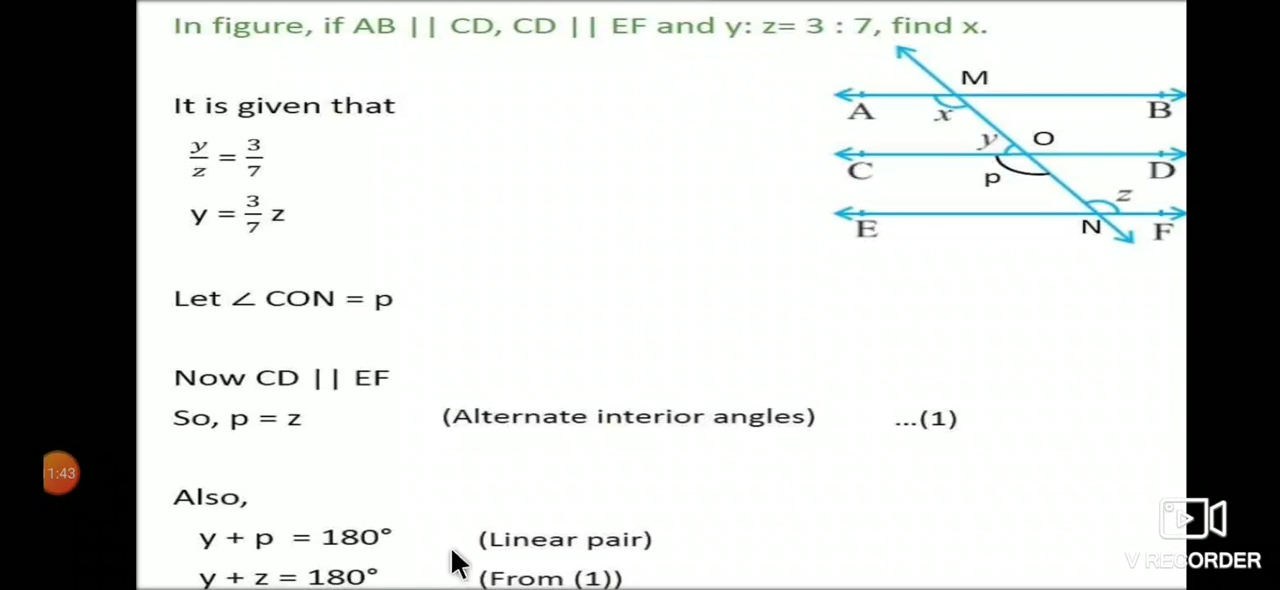 In figure, if AB || CD, CD || EF and y: z= 3 : 7, find x.
It is given that
y/z = 3/7
y = 3/7 z
Let ∠ CON = p
Now CD || EF
So, p = z (Alternate interior angles) ...(1)
Also,
y + p = 180° (Linear pair)
y + z = 180° (From (1))
M
A x B
y O
C p D
z
E N F
1:43
V RECORDER